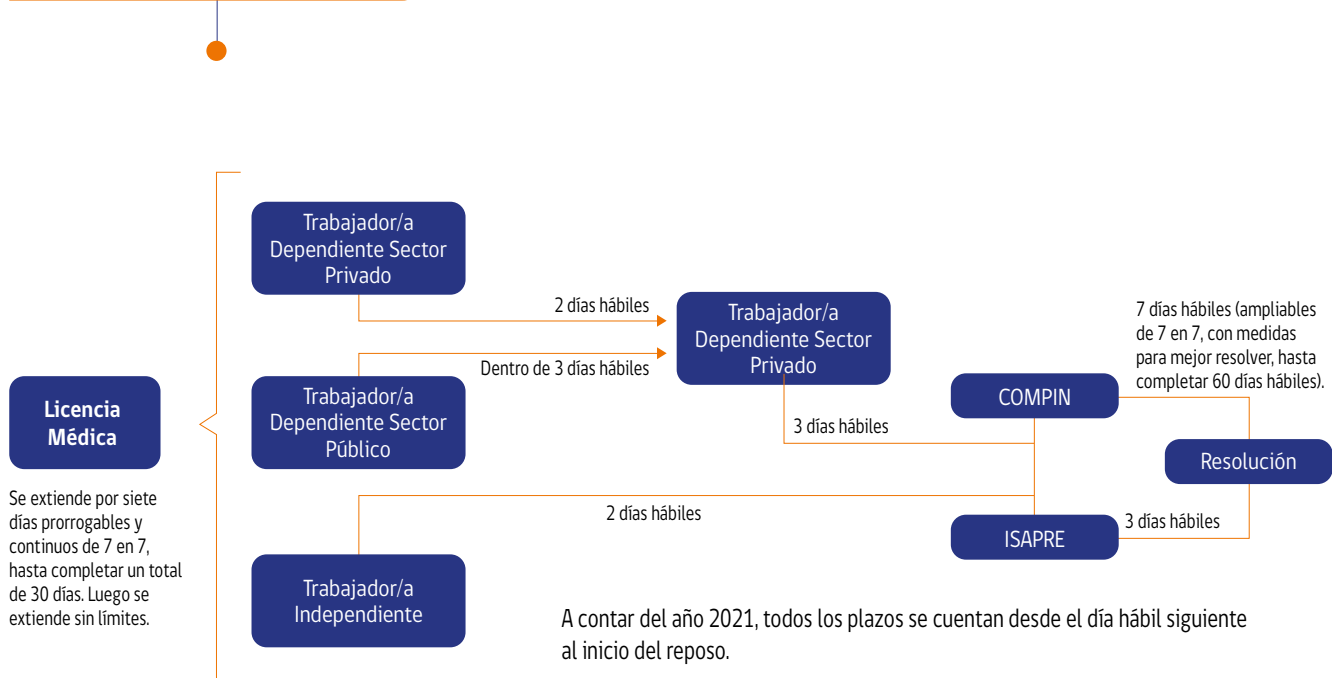 Licencia
Médica
Se extiende por siete
días prorrogables y
continuos de 7 en 7,
hasta completar un total
de 30 días. Luego se
extiende sin límites.
Trabajador/a
Dependiente Sector
Privado
2 días hábiles
Trabajador/a
Dependiente Sector
Público
Dentro de 3 días hábiles
Trabajador/a
Independiente
2 días hábiles
Trabajador/a
Dependiente Sector
Privado
3 días hábiles
COMPIN
ISAPRE
7 días hábiles (ampliables
de 7 en 7, con medidas
para mejor resolver, hasta
completar 60 días hábiles).
Resolución
3 días hábiles
A contar del año 2021, todos los plazos se cuentan desde el día hábil siguiente
al inicio del reposo.